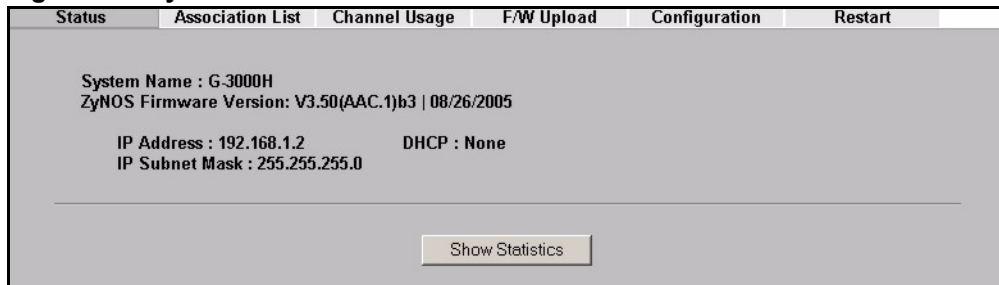 Status Association List Channel Usage F/W Upload Configuration Restart
System Name : G-3000H
ZyNOS Firmware Version: V3.50(AAC.1)b3 | 08/26/2005
IP Address : 192.168.1.2 DHCP : None
IP Subnet Mask : 255.255.255.0
Show Statistics